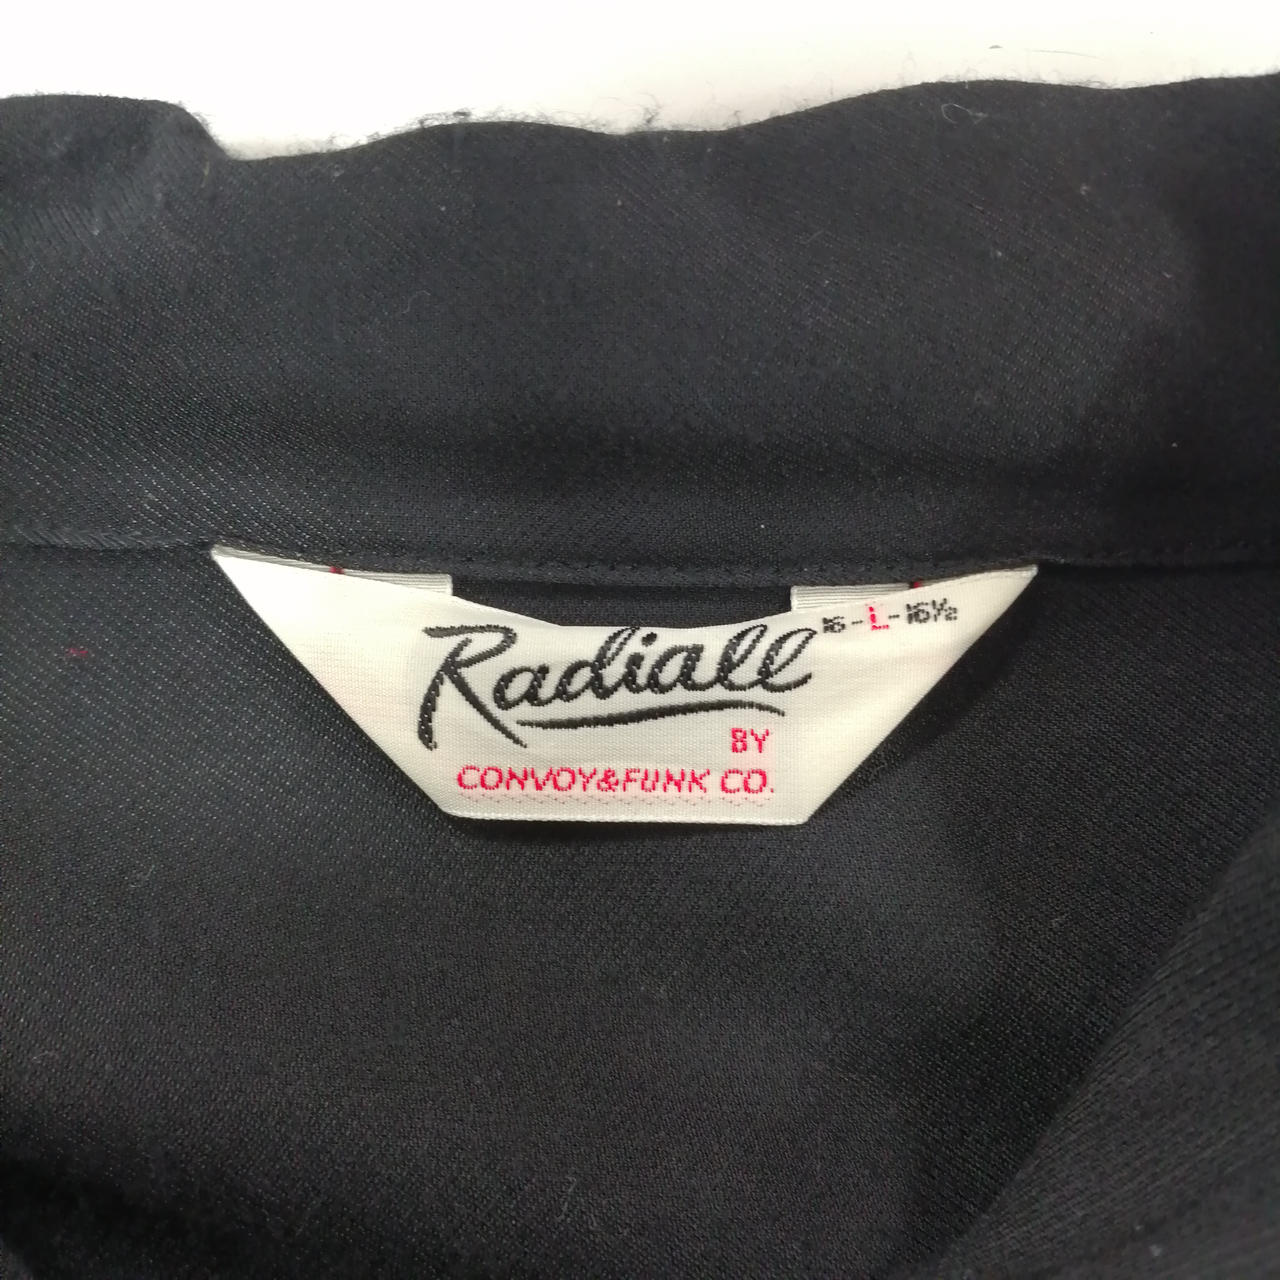 Radiall
16-L-16½
BY
CONVOY&FUNK CO.